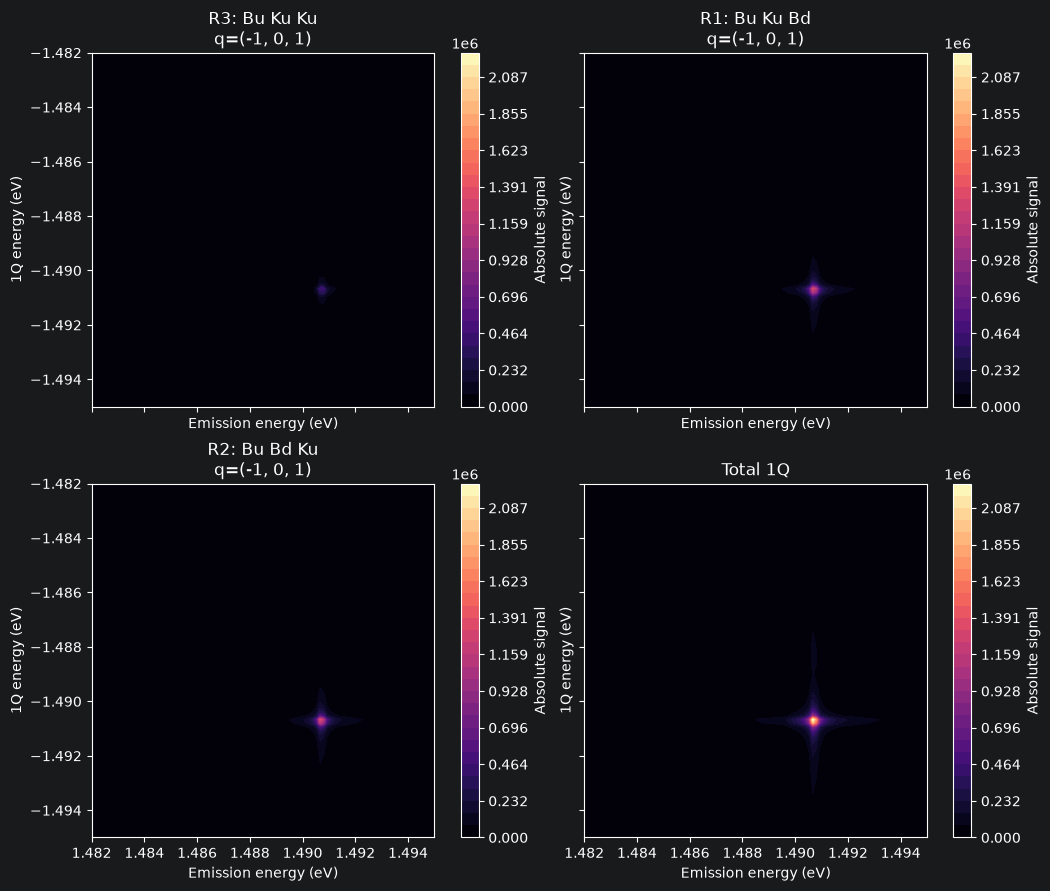 R3: Bu Ku Ku
q=(-1, 0, 1)
1e6
−1.482
−1.484
−1.486
−1.488
−1.490
−1.492
−1.494
1Q energy (eV)
Emission energy (eV)
2.087
1.855
1.623
1.391
1.159
0.928
0.696
0.464
0.232
0.000
Absolute signal
R1: Bu Ku Bd
q=(-1, 0, 1)
1e6
1Q energy (eV)
Emission energy (eV)
2.087
1.855
1.623
1.391
1.159
0.928
0.696
0.464
0.232
0.000
Absolute signal
R2: Bu Bd Ku
q=(-1, 0, 1)
1e6
−1.482
−1.484
−1.486
−1.488
−1.490
−1.492
−1.494
1Q energy (eV)
1.482 1.484 1.486 1.488 1.490 1.492 1.494
Emission energy (eV)
2.087
1.855
1.623
1.391
1.159
0.928
0.696
0.464
0.232
0.000
Absolute signal
Total 1Q
1e6
1Q energy (eV)
1.482 1.484 1.486 1.488 1.490 1.492 1.494
Emission energy (eV)
2.087
1.855
1.623
1.391
1.159
0.928
0.696
0.464
0.232
0.000
Absolute signal